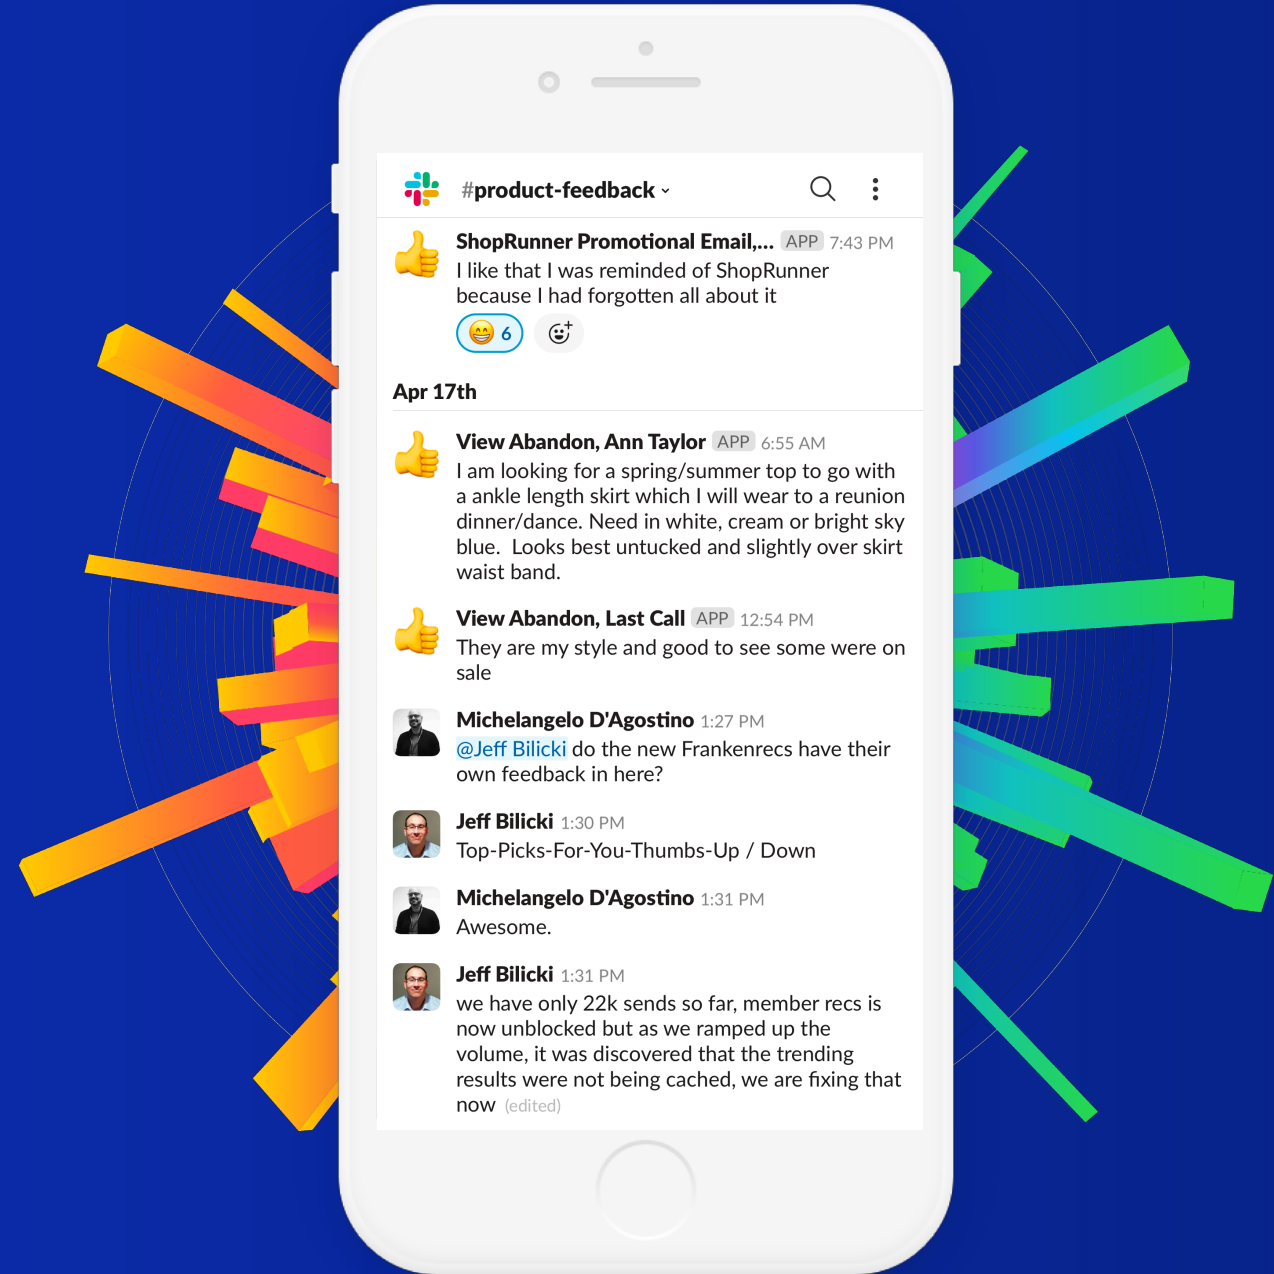 #product-feedback
ShopRunner Promotional Email,... APP 7:43 PM
I like that I was reminded of ShopRunner
because I had forgotten all about it
6
Apr 17th
View Abandon, Ann Taylor APP 6:55 AM
I am looking for a spring/summer top to go with
a ankle length skirt which I will wear to a reunion
dinner/dance. Need in white, cream or bright sky
blue.  Looks best untucked and slightly over skirt
waist band.
View Abandon, Last Call APP 12:54 PM
They are my style and good to see some were on
sale
Michelangelo D'Agostino 1:27 PM
@Jeff Bilicki do the new Frankenrecs have their
own feedback in here?
Jeff Bilicki 1:30 PM
Top-Picks-For-You-Thumbs-Up / Down
Michelangelo D'Agostino 1:31 PM
Awesome.
Jeff Bilicki 1:31 PM
we have only 22k sends so far, member recs is
now unblocked but as we ramped up the
volume, it was discovered that the trending
results were not being cached, we are fixing that
now (edited)